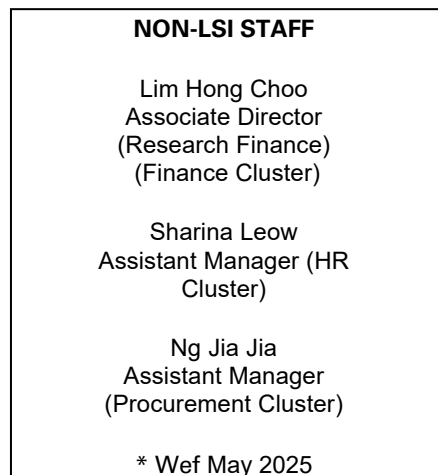 NON-LSI STAFF
Lim Hong Choo
Associate Director
(Research Finance)
(Finance Cluster)
Sharina Leow
Assistant Manager (HR
Cluster)
Ng Jia Jia
Assistant Manager
(Procurement Cluster)
* Wef May 2025